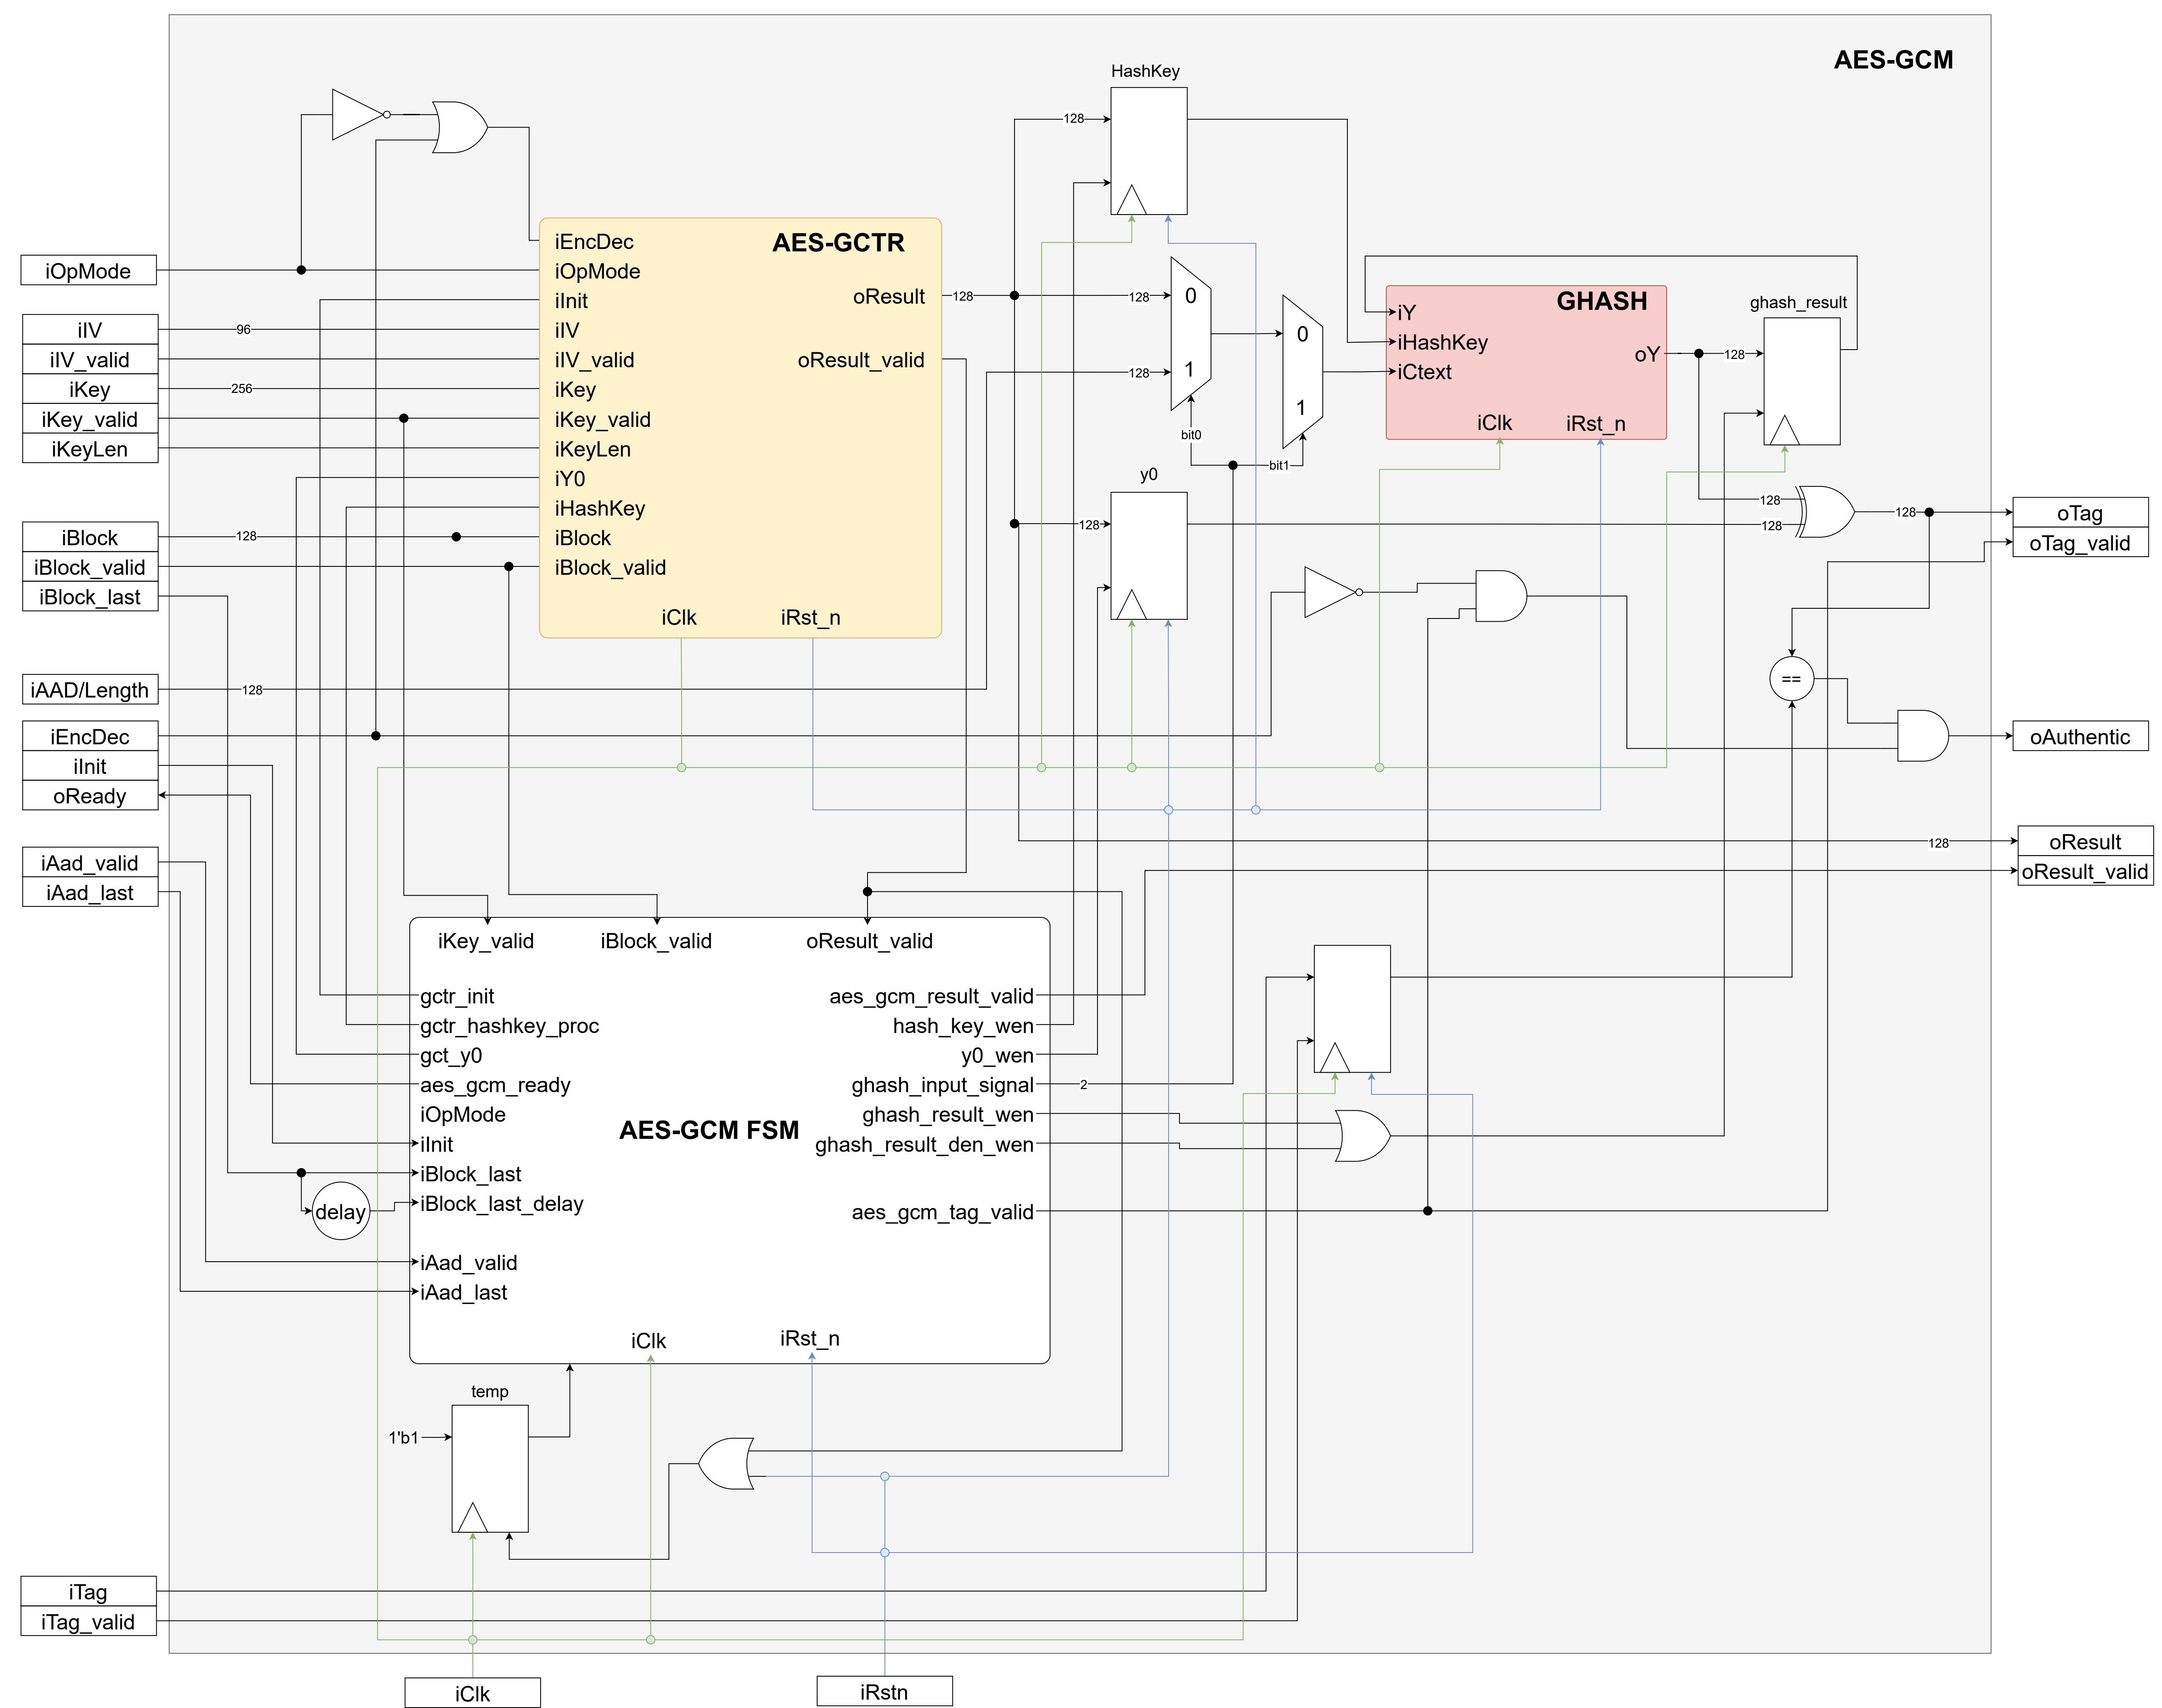 AES-GCM
HashKey
128
AES-GCTR
iEncDec
iOpMode
iInit
iIV
iIV_valid
iKey
iKey_valid
iKeyLen
iY0
iHashKey
iBlock
iBlock_valid
iClk
iRst_n
oResult
oResult_valid
iOpMode
iIV
iIV_valid
iKey
iKey_valid
iKeyLen
96
256
iBlock
iBlock_valid
iBlock_last
128
iAAD/Length
128
iEncDec
iInit
oReady
iAad_valid
iAad_last
128
128
128
0
1
bit0
0
1
bit1
GHASH
iY
iHashKey
iCtext
oY
iClk
iRst_n
ghash_result
128
y0
128
128
128
128
oTag
oTag_valid
==
oAuthentic
128
oResult
oResult_valid
iKey_valid
iBlock_valid
oResult_valid
gctr_init
gctr_hashkey_proc
gct_y0
aes_gcm_ready
iOpMode
iInit
iBlock_last
iBlock_last_delay
iAad_valid
iAad_last
delay
AES-GCM FSM
aes_gcm_result_valid
hash_key_wen
y0_wen
ghash_input_signal
2
ghash_result_wen
ghash_result_den_wen
aes_gcm_tag_valid
iClk
iRst_n
temp
1'b1
iTag
iTag_valid
iClk
iRstn